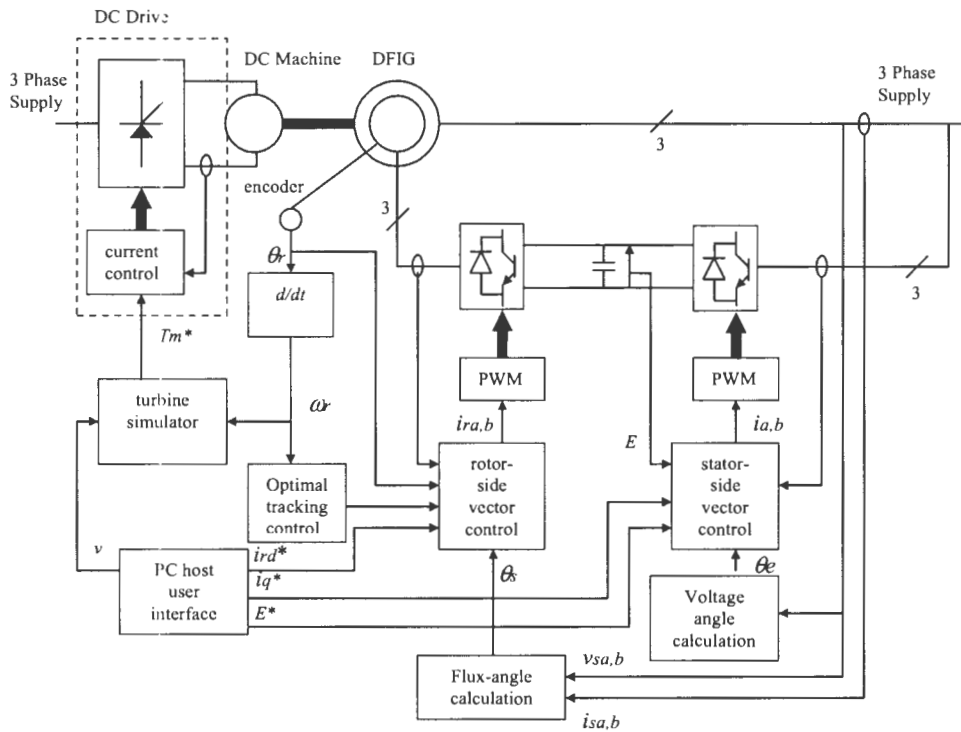 DC Drive
DC Machine
DFIG
3 Phase
Supply
3 Phase
Supply
3
encoder
3
current
control
θr
d/dt
3
Tm*
PWM
PWM
turbine
simulator
ωr
ira,b
E
ia,b
rotor-
side
vector
control
stator-
side
vector
control
Optimal
tracking
control
v
ird*
iq*
E*
PC host
user
interface
θs
θe
Voltage
angle
calculation
vsa,b
Flux-angle
calculation
isa,b